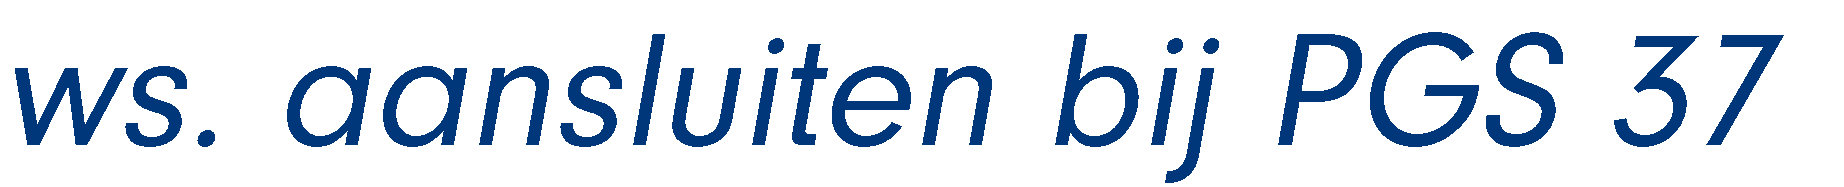 ws. aansluiten bij PGS 37